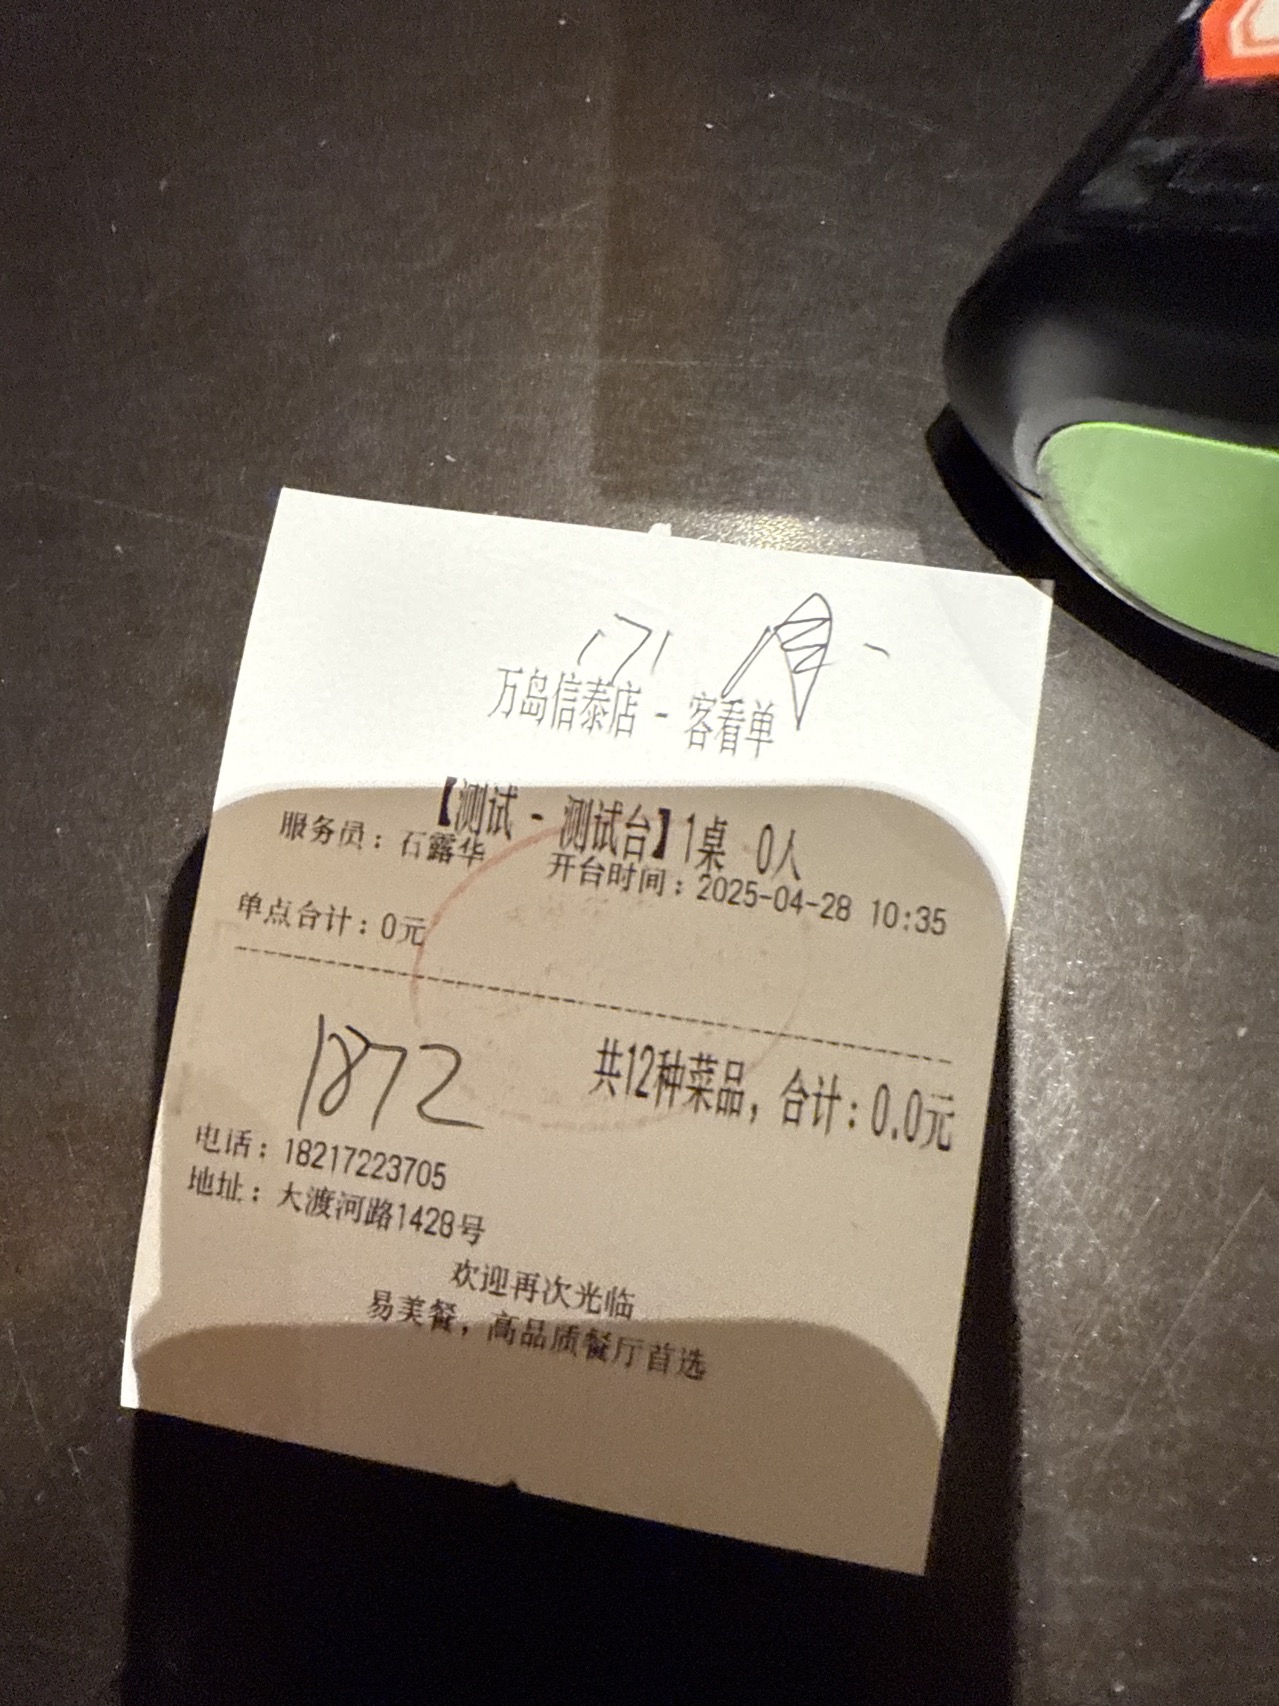 万岛信泰店 - 客看单
【测试 - 测试台】1桌 0人
服务员：石露华 开台时间：2025-04-28 10:35
单点合计：0元
1872
共12种菜品，合计：0.0元
电话：18217223705
地址：大渡河路1428号
欢迎再次光临
易美餐，高品质餐厅首选